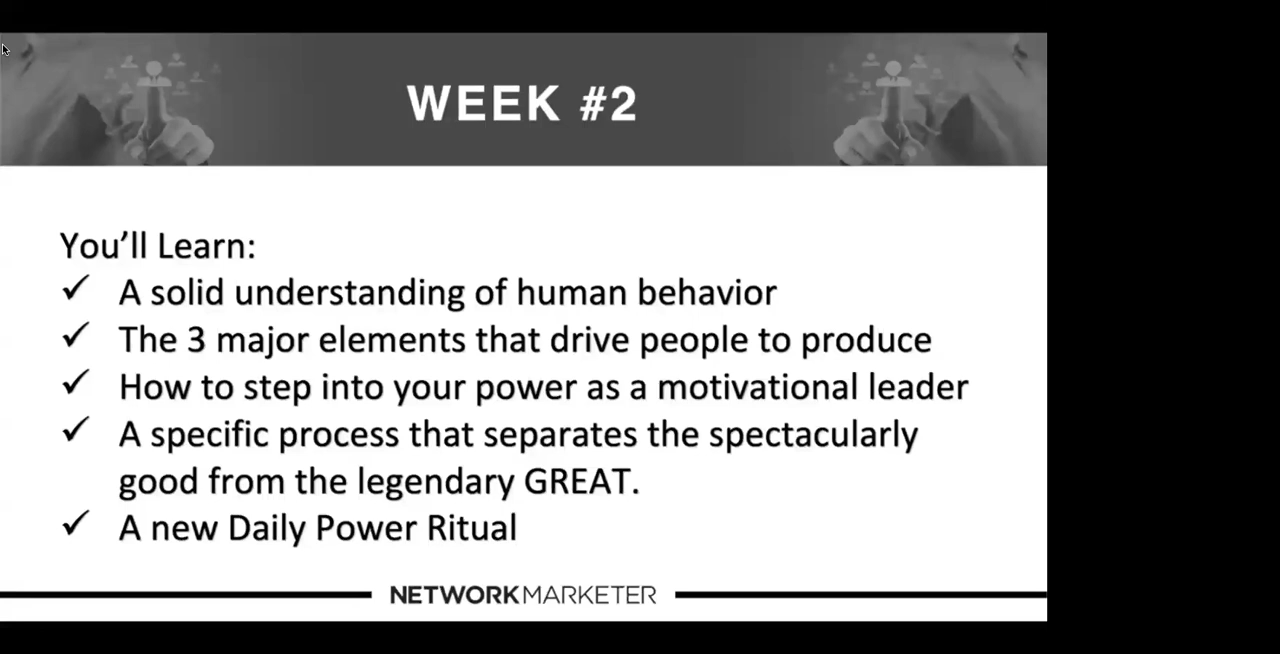 WEEK #2
You’ll Learn:
✓ A solid understanding of human behavior
✓ The 3 major elements that drive people to produce
✓ How to step into your power as a motivational leader
✓ A specific process that separates the spectacularly
good from the legendary GREAT.
✓ A new Daily Power Ritual
NETWORKMARKETER